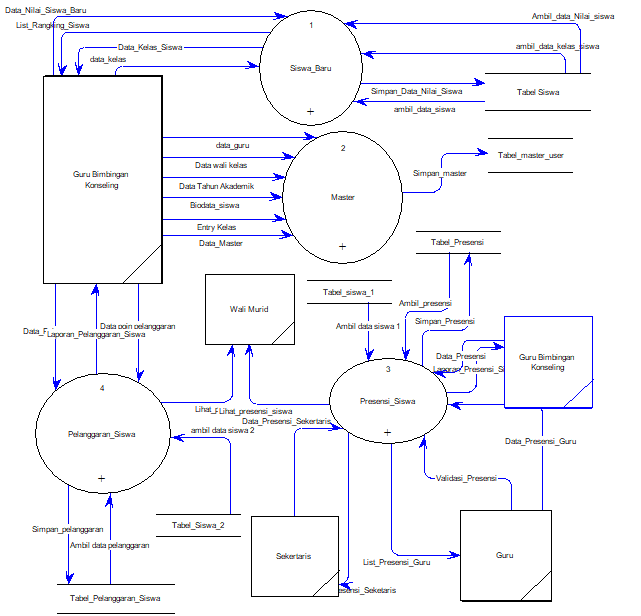 Data_Nilai_Siswa_Baru
List_Rangking_Siswa
Data_Kelas_Siswa
data_kelas
1
Siswa_Baru
+
Ambil_data_Nilai_siswa
ambil_data_kelas_siswa
Simpan_Data_Nilai_Siswa
ambil_data_siswa
Tabel Siswa
Guru Bimbingan
Konseling
data_guru
Data wali kelas
Data Tahun Akademik
Biodata_siswa
Entry Kelas
Data_Master
2
Master
+
Simpan_master
Tabel_master_user
Tabel_Presensi
Wali Murid
Tabel_siswa_1
Ambil_presensi
Simpan_Presensi
Ambil data siswa 1
Data_Presensi
Guru Bimbingan
Konseling
Data_Presensi_Guru
3
Presensi_Siswa
+
Data poin pelanggaran
Laporan_Pelanggaran_Siswa
4
Pelanggaran_Siswa
+
Lihat_presensi_siswa
Data_Presensi_Sekertaris
ambil data siswa 2
Validasi_Presensi
Simpan_pelanggaran
Ambil data pelanggaran
Tabel_Siswa_2
Sekertaris
List_Presensi_Guru
Guru
Tabel_Pelanggaran_Siswa